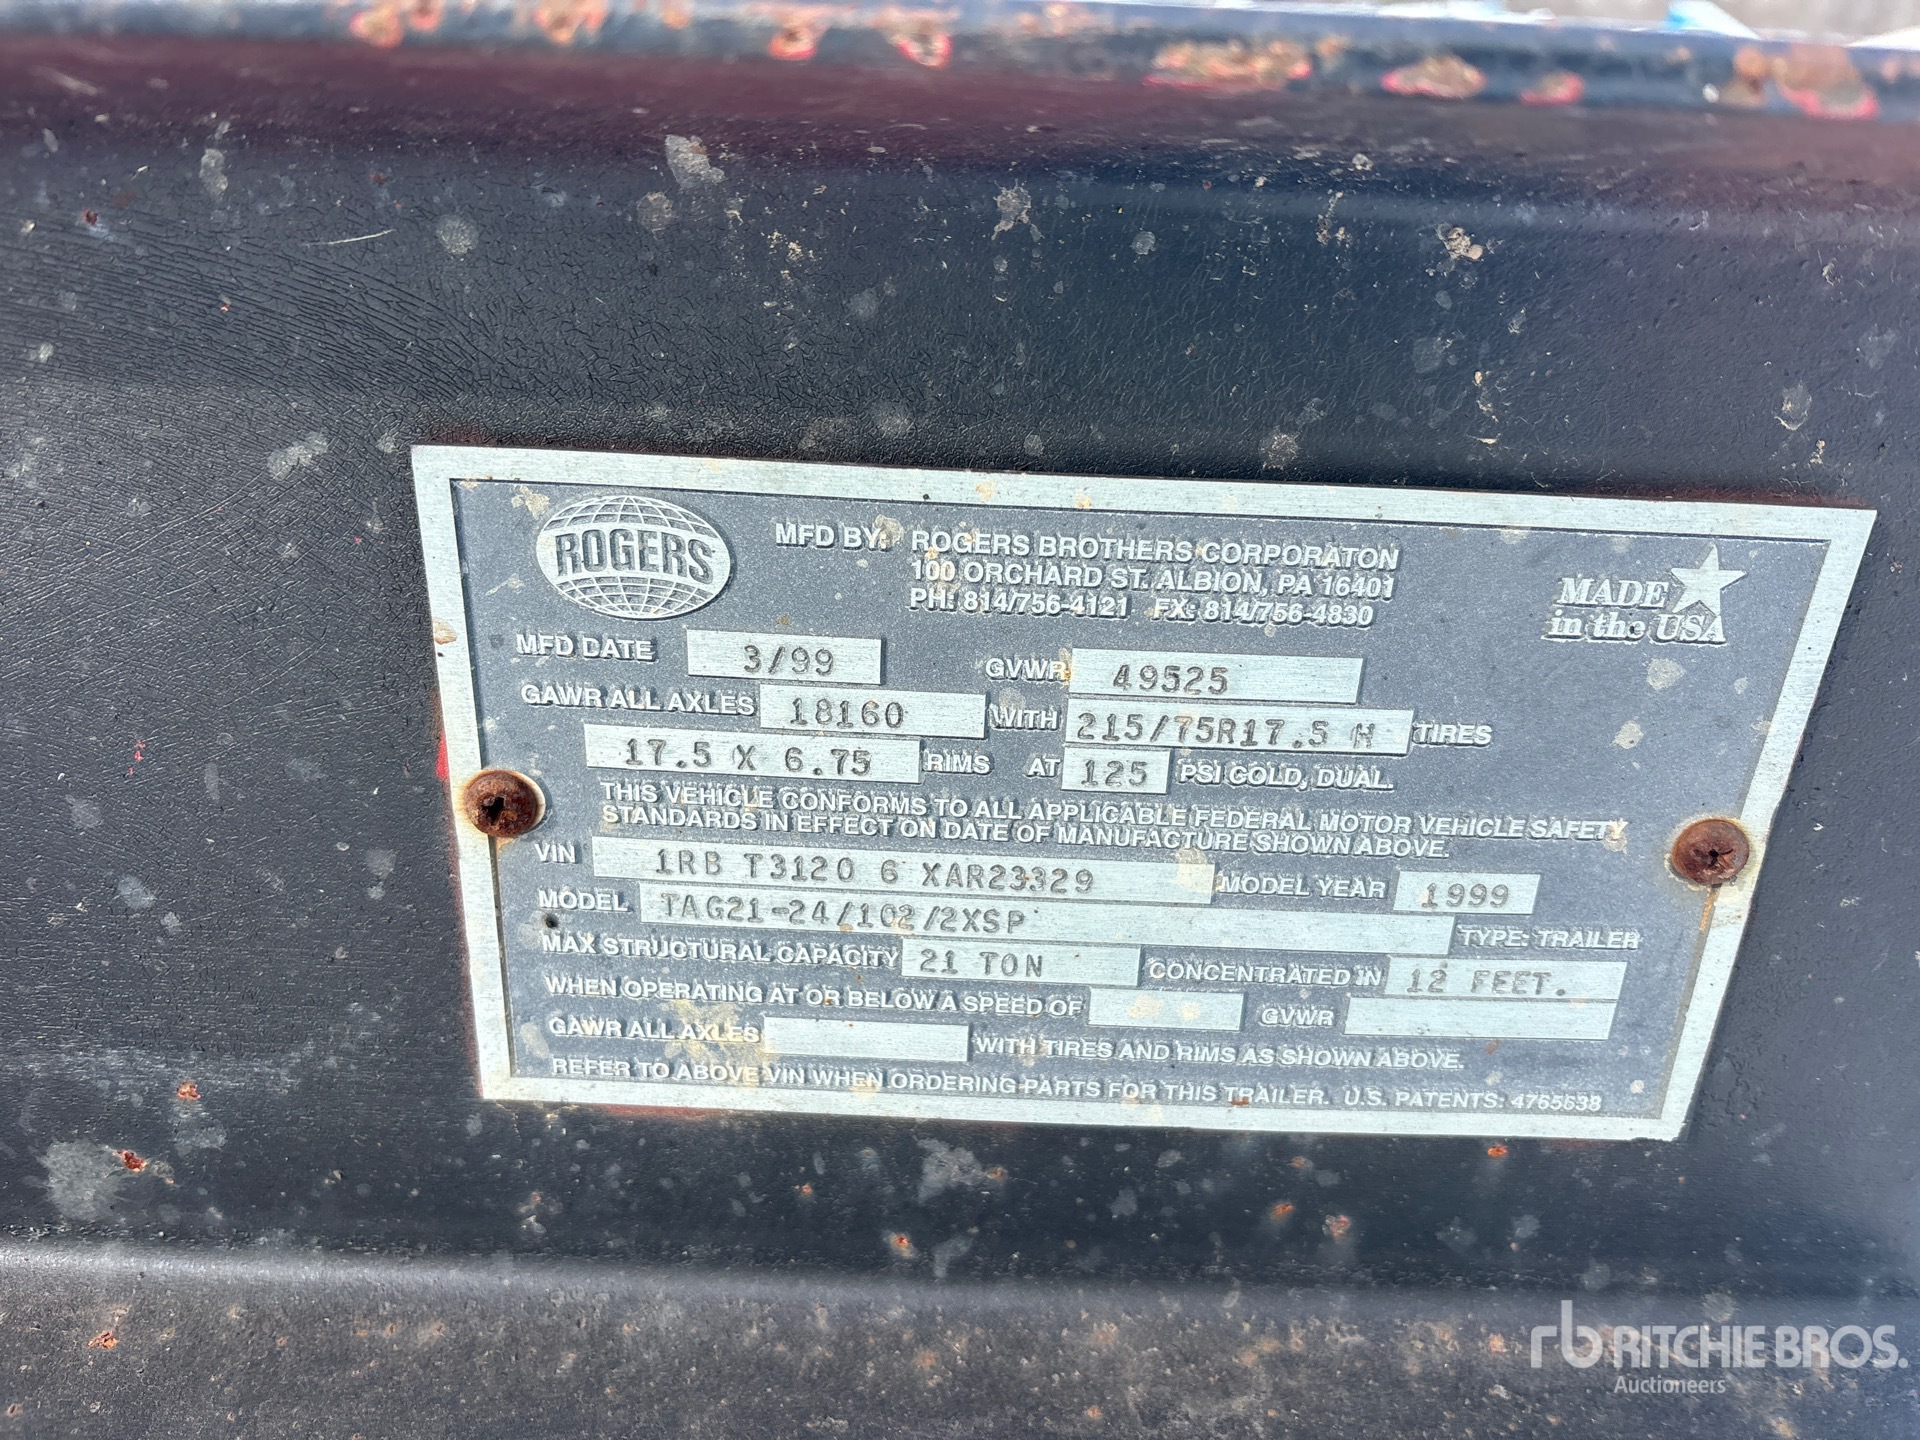 ROGERS
MFD BY: ROGERS BROTHERS CORPORATON
100 ORCHARD ST. ALBION, PA 16401
PH: 814/756-4121 FX: 814/756-4830
MADE
in the USA
MFD DATE 3/99 GVWR 49525
GAWR ALL AXLES 18160 WITH 215/75R17.5 H TIRES
17.5 X 6.75 RIMS AT 125 PSI COLD, DUAL.
THIS VEHICLE CONFORMS TO ALL APPLICABLE FEDERAL MOTOR VEHICLE SAFETY
STANDARDS IN EFFECT ON DATE OF MANUFACTURE SHOWN ABOVE.
VIN 1RB T3120 6 XAR23329 MODEL YEAR 1999
MODEL TAG21-24/102/2XSP TYPE: TRAILER
MAX STRUCTURAL CAPACITY 21 TON CONCENTRATED IN 12 FEET.
WHEN OPERATING AT OR BELOW A SPEED OF GVWR
GAWR ALL AXLES WITH TIRES AND RIMS AS SHOWN ABOVE.
REFER TO ABOVE VIN WHEN ORDERING PARTS FOR THIS TRAILER. U.S. PATENTS: 4765638
rb RITCHIE BROS.
Auctioneers